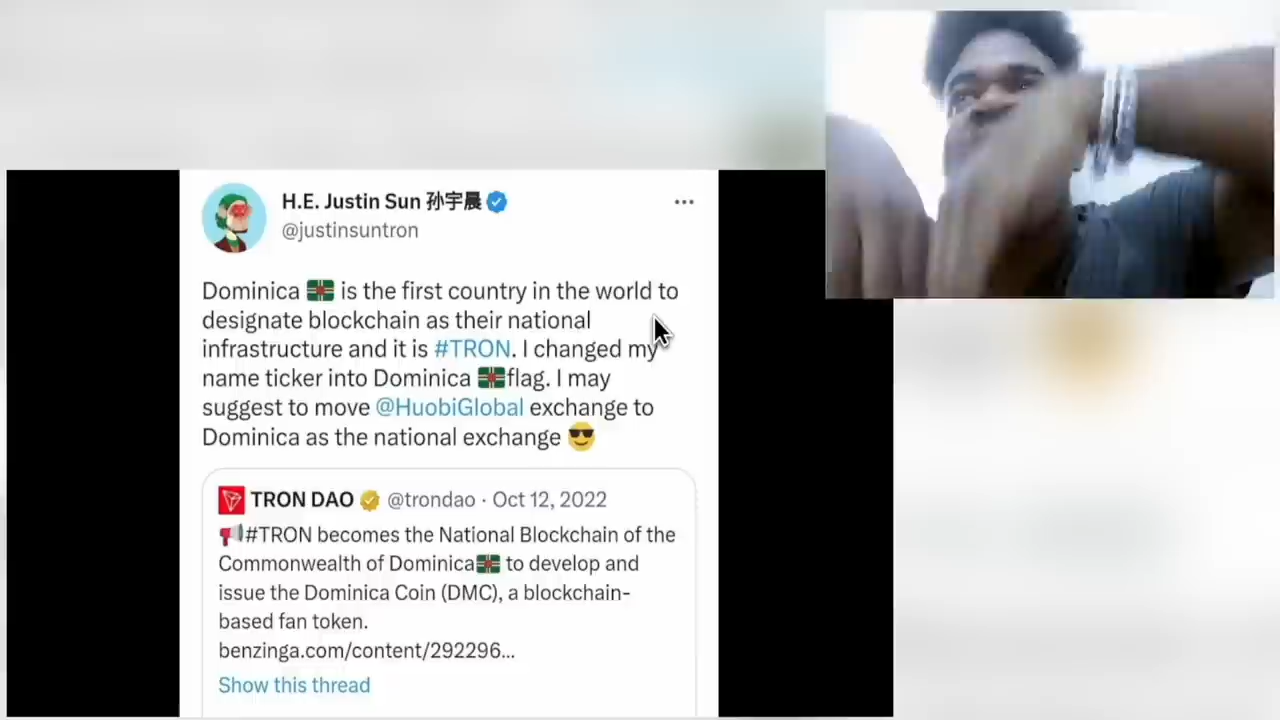 H.E. Justin Sun 孙宇晨
@justinsuntron
Dominica 🇩🇲 is the first country in the world to
designate blockchain as their national
infrastructure and it is #TRON. I changed my
name ticker into Dominica 🇩🇲flag. I may
suggest to move @HuobiGlobal exchange to
Dominica as the national exchange 😎
TRON DAO @trondao · Oct 12, 2022
📢#TRON becomes the National Blockchain of the
Commonwealth of Dominica🇩🇲 to develop and
issue the Dominica Coin (DMC), a blockchain-
based fan token.
benzinga.com/content/292296...
Show this thread